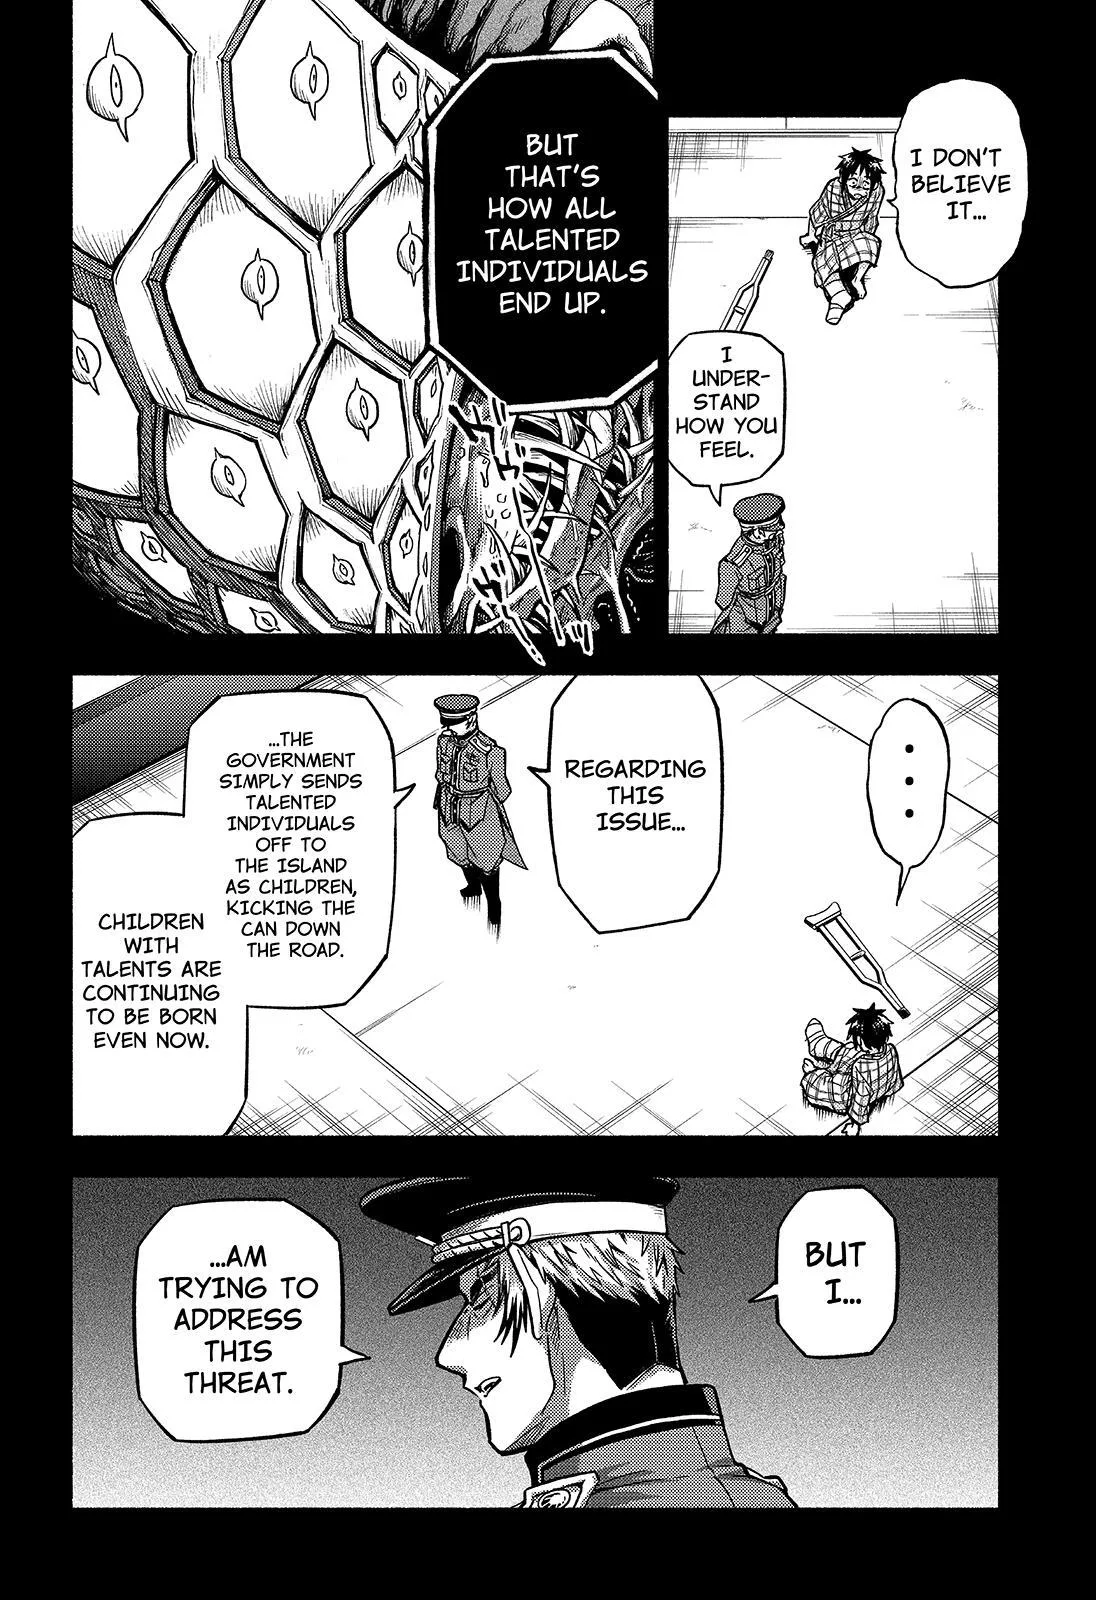 I DON'T
BELIEVE
IT...
I
UNDER-
STAND
HOW YOU
FEEL.
BUT
THAT'S
HOW ALL
TALENTED
INDIVIDUALS
END UP.
...
REGARDING
THIS
ISSUE...
...THE
GOVERNMENT
SIMPLY SENDS
TALENTED
INDIVIDUALS
OFF TO
THE ISLAND
AS CHILDREN,
KICKING THE
CAN DOWN
THE ROAD.
CHILDREN
WITH
TALENTS ARE
CONTINUING
TO BE BORN
EVEN NOW.
BUT
I...
...AM
TRYING TO
ADDRESS
THIS
THREAT.